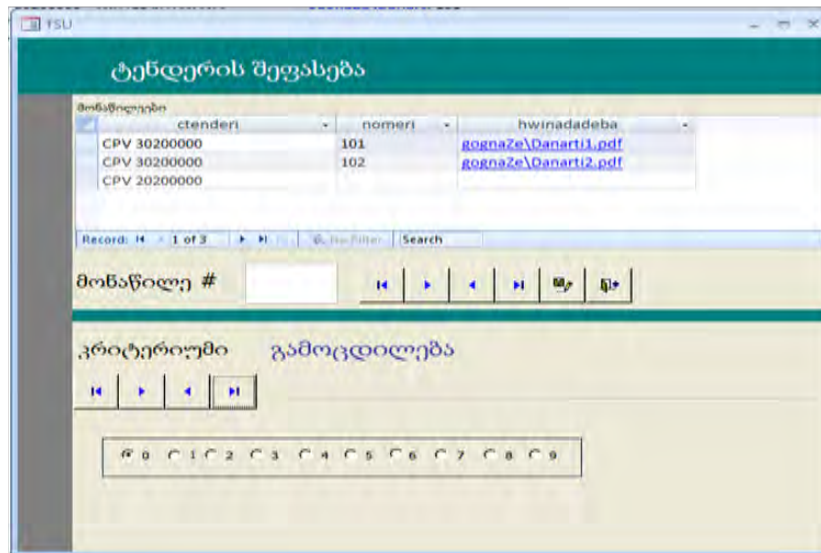 TSU
ტენდერის შეფასება
მონაწილეები
ctenderi nomeri hwinadadeba
CPV 30200000 101 gognaZe\Danarti1.pdf
CPV 30200000 102 gognaZe\Danarti2.pdf
CPV 20200000
Record: 1 of 3 No Filter Search
მონაწილე #
კრიტერიუმი გამოცდილება
0 1 2 3 4 5 6 7 8 9